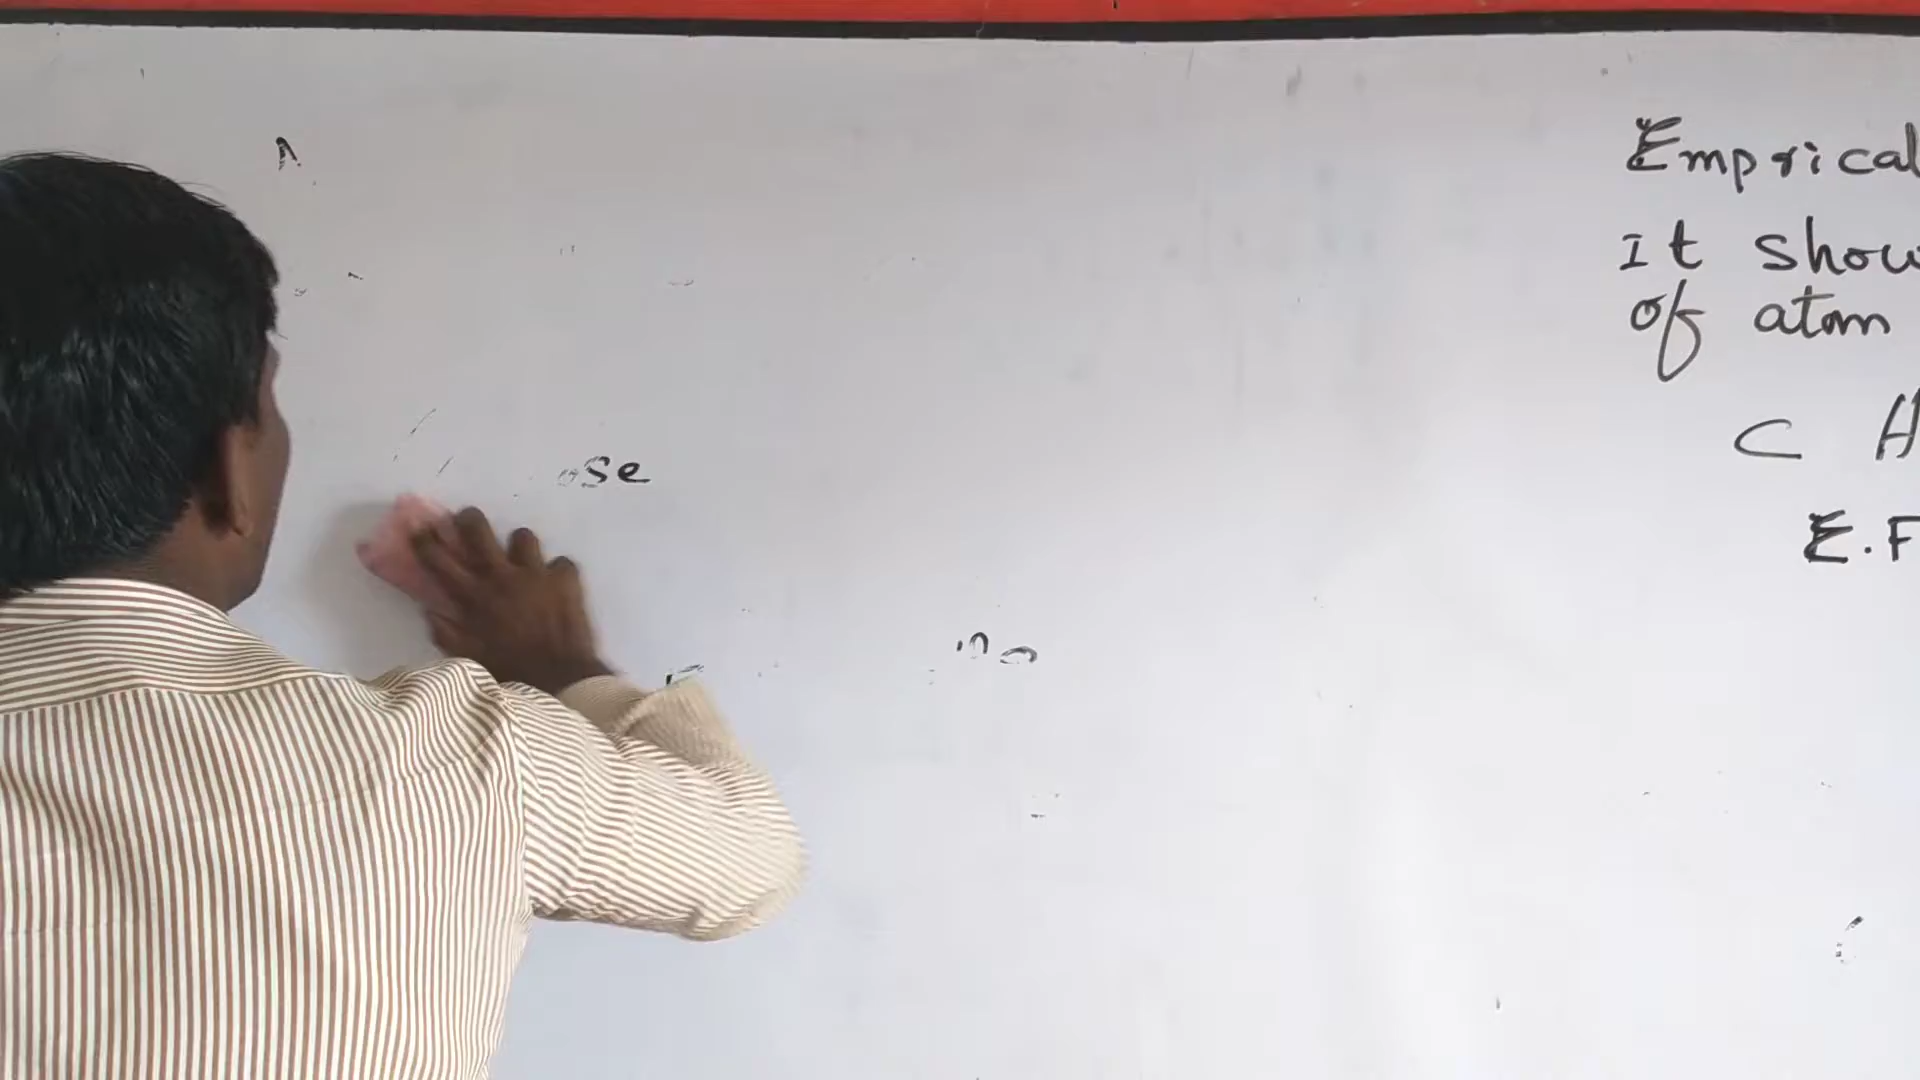 Emprical
It show
of atom
C H
E.F
se